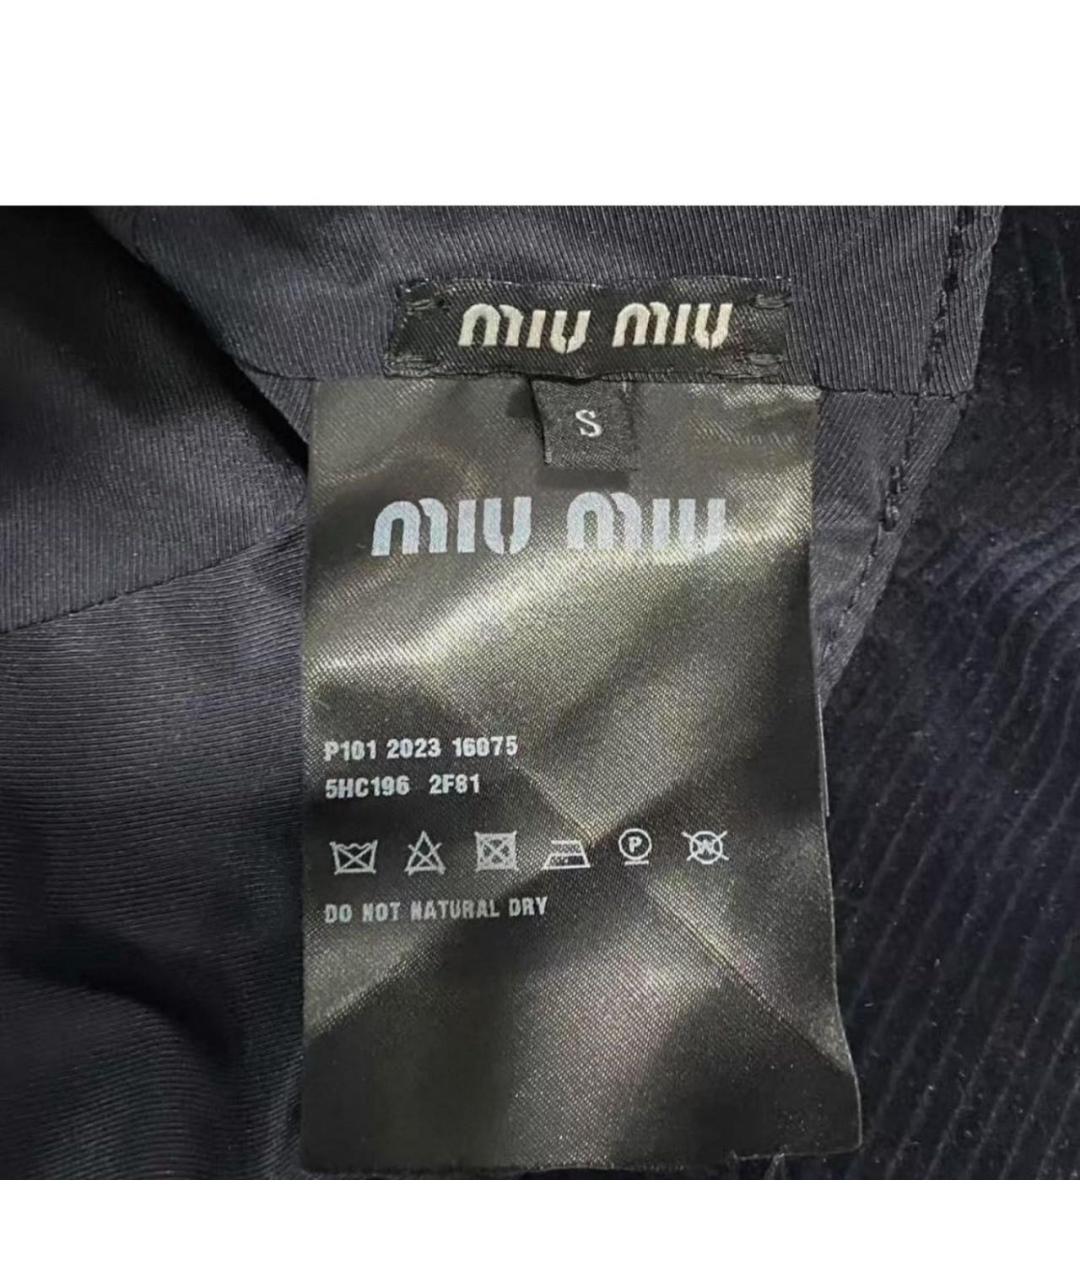 miu miu
S
miu miu
P101 2023 16075
5HC196 2F81
P W
DO NOT NATURAL DRY